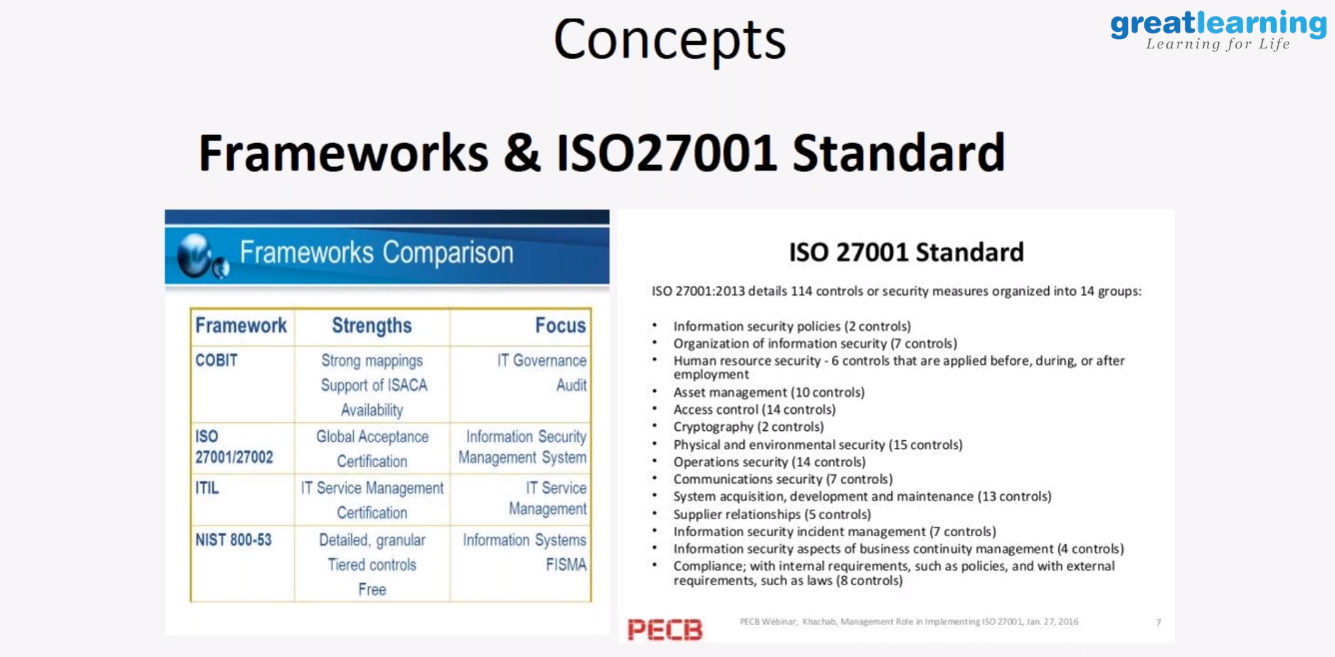 Concepts
greatlearning
Learning for Life
Frameworks & ISO27001 Standard
Frameworks Comparison
Framework Strengths Focus
COBIT Strong mappings IT Governance
Support of ISACA Audit
Availability
ISO Global Acceptance Information Security
27001/27002 Certification Management System
ITIL IT Service Management IT Service
Certification Management
NIST 800-53 Detailed, granular Information Systems
Tiered controls FISMA
Free
ISO 27001 Standard
ISO 27001:2013 details 114 controls or security measures organized into 14 groups:
• Information security policies (2 controls)
• Organization of information security (7 controls)
• Human resource security - 6 controls that are applied before, during, or after
employment
• Asset management (10 controls)
• Access control (14 controls)
• Cryptography (2 controls)
• Physical and environmental security (15 controls)
• Operations security (14 controls)
• Communications security (7 controls)
• System acquisition, development and maintenance (13 controls)
• Supplier relationships (5 controls)
• Information security incident management (7 controls)
• Information security aspects of business continuity management (4 controls)
• Compliance; with internal requirements, such as policies, and with external
requirements, such as laws (8 controls)
PECB
PECB Webinar, Khachab, Management Role in Implementing ISO 27001, Jan. 27, 2016
7